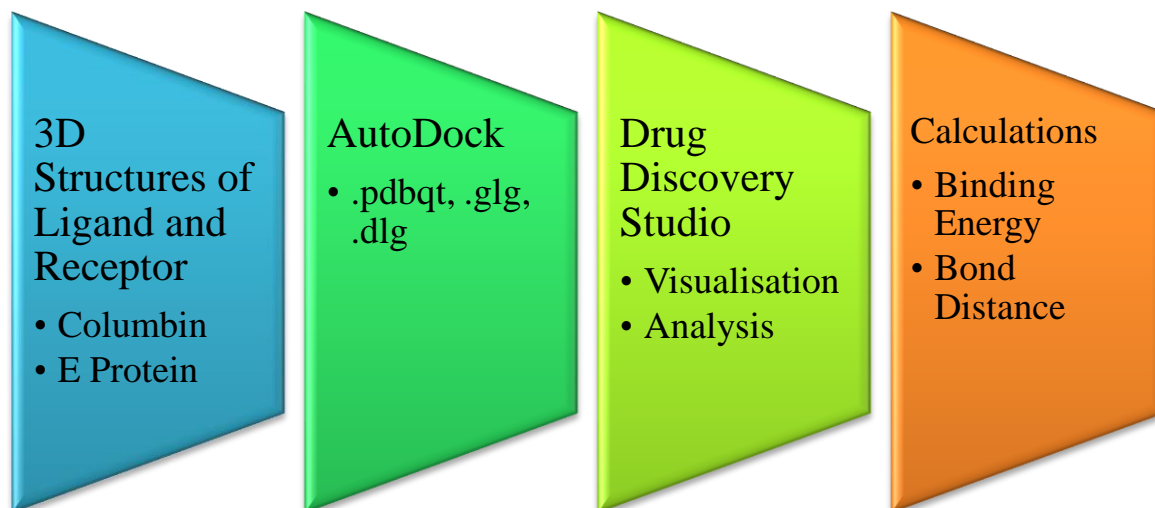 3D
Structures of
Ligand and
Receptor
• Columbin
• E Protein
AutoDock
• .pdbqt, .glg,
.dlg
Drug
Discovery
Studio
• Visualisation
• Analysis
Calculations
• Binding
Energy
• Bond
Distance